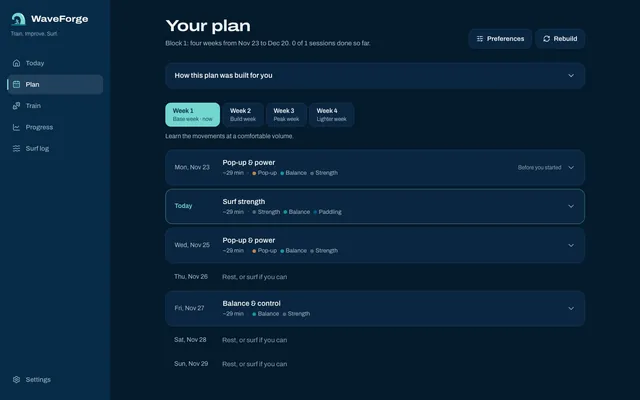 WaveForge
Train. Improve. Surf.
Today
Plan
Train
Progress
Surf log
Settings
Your plan
Block 1: four weeks from Nov 23 to Dec 20. 0 of 1 sessions done so far.
Preferences
Rebuild
How this plan was built for you
Week 1
Base week · now
Week 2
Build week
Week 3
Peak week
Week 4
Lighter week
Learn the movements at a comfortable volume.
Mon, Nov 23
Pop-up & power
~29 min · Pop-up Balance Strength
Before you started
Today
Surf strength
~29 min · Strength Balance Paddling
Wed, Nov 25
Pop-up & power
~29 min · Pop-up Balance Strength
Thu, Nov 26 Rest, or surf if you can
Fri, Nov 27
Balance & control
~29 min · Balance Strength
Sat, Nov 28 Rest, or surf if you can
Sun, Nov 29 Rest, or surf if you can